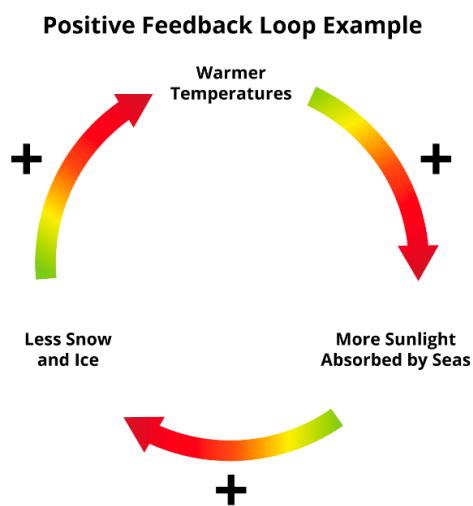 Positive Feedback Loop Example
Warmer
Temperatures
+
+
Less Snow
and Ice
More Sunlight
Absorbed by Seas
+